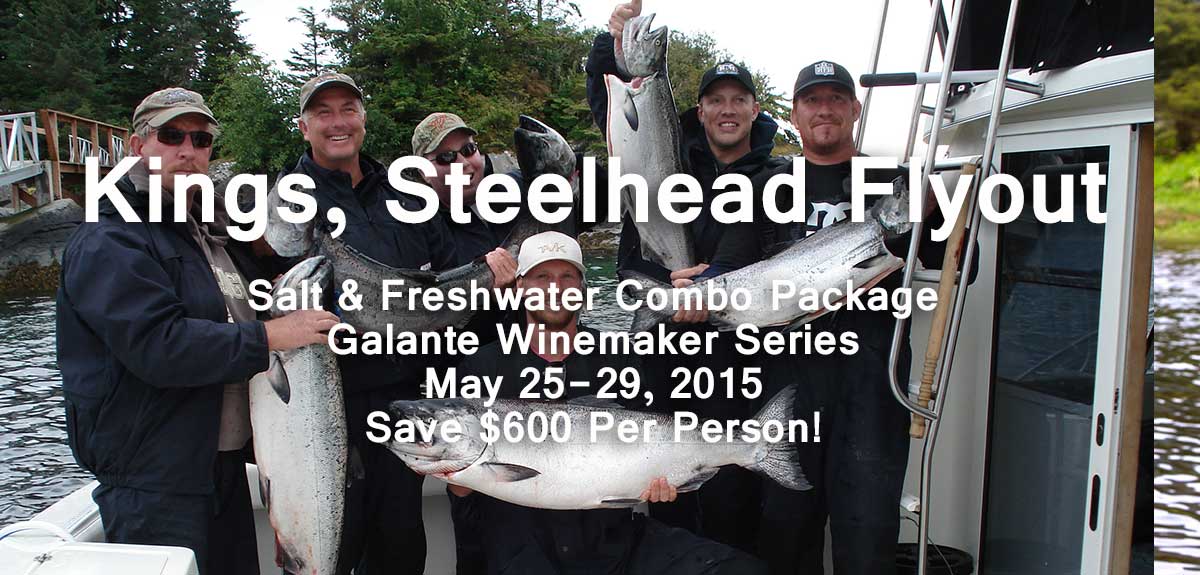 Kings, Steelhead Flyout
Salt & Freshwater Combo Package
Galante Winemaker Series
May 25-29, 2015
Save $600 Per Person!